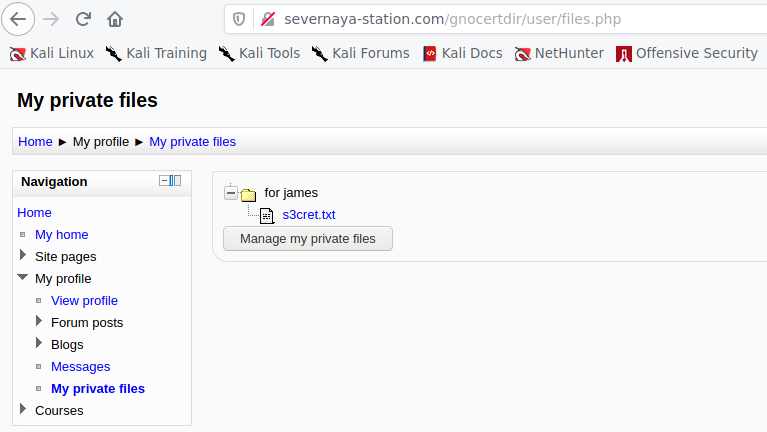 severnaya-station.com/gnocertdir/user/files.php
Kali Linux Kali Training Kali Tools Kali Forums Kali Docs NetHunter Offensive Security
My private files
Home ► My profile ► My private files
Navigation
Home
My home
Site pages
My profile
View profile
Forum posts
Blogs
Messages
My private files
Courses
for james
s3cret.txt
Manage my private files